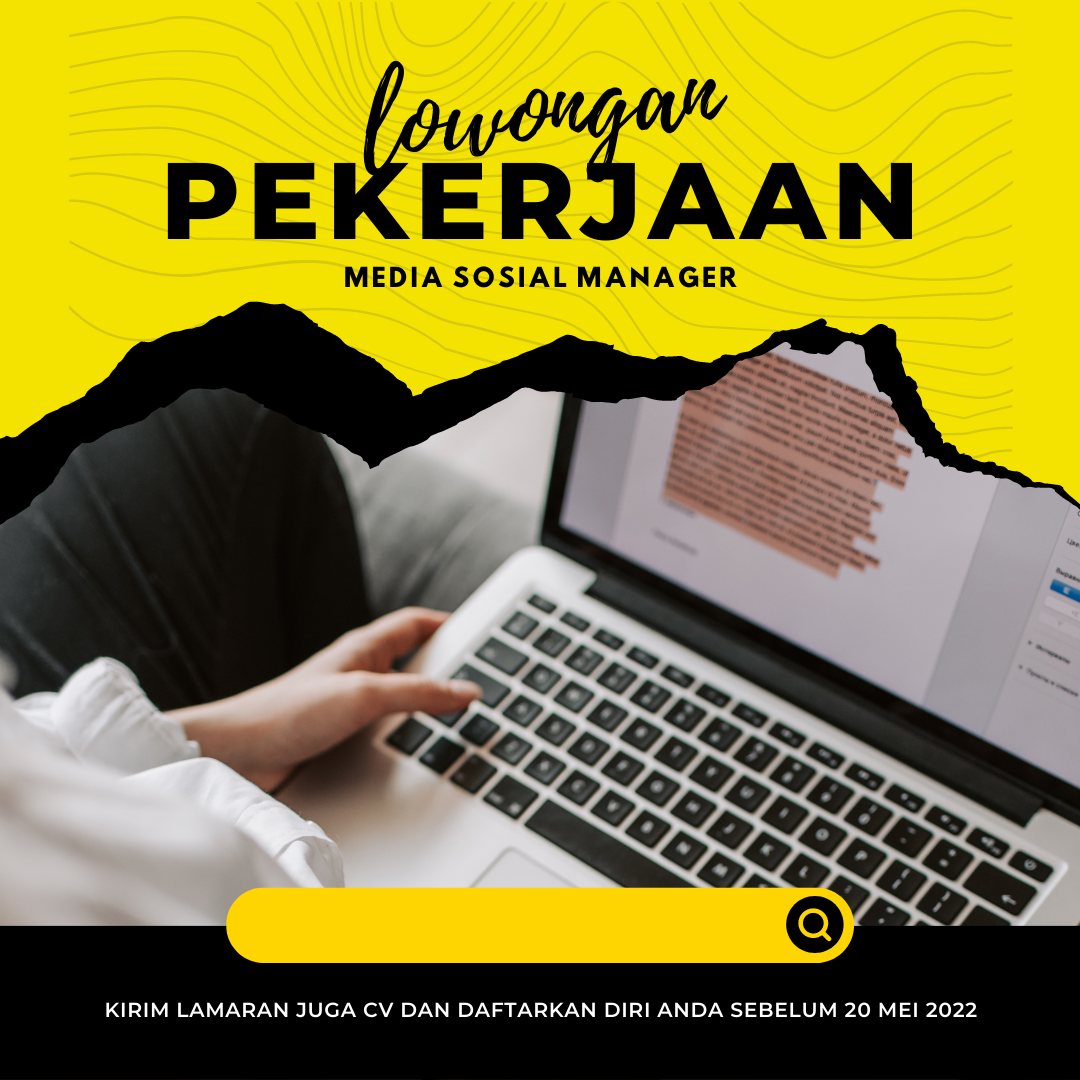 lowongan
PEKERJAAN
MEDIA SOSIAL MANAGER
KIRIM LAMARAN JUGA CV DAN DAFTARKAN DIRI ANDA SEBELUM 20 MEI 2022